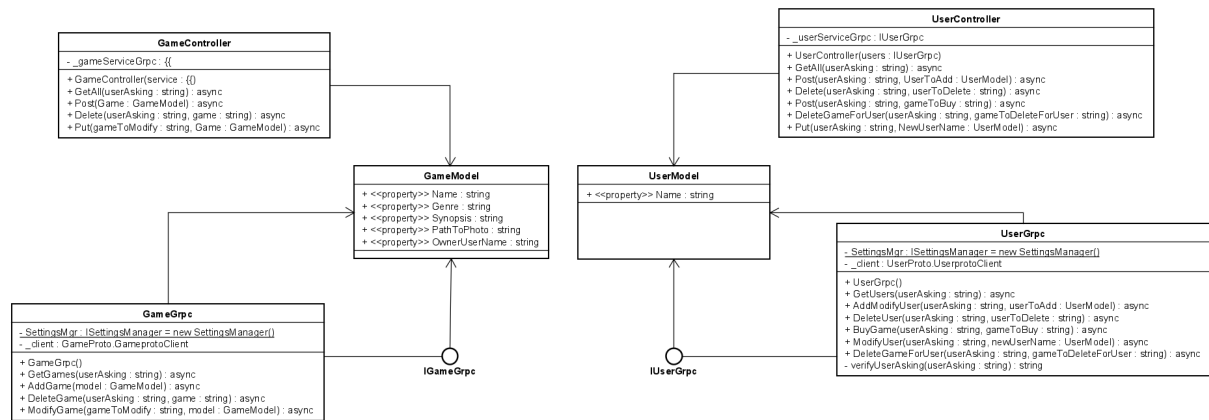 GameController
- _gameServiceGrpc : {{
+ GameController(service : {{)
+ GetAll(userAsking : string) : async
+ Post(Game : GameModel) : async
+ Delete(userAsking : string, game : string) : async
+ Put(gameToModify : string, Game : GameModel) : async
UserController
- _userServiceGrpc : IUserGrpc
+ UserController(users : IUserGrpc)
+ GetAll(userAsking : string) : async
+ Post(userAsking : string, UserToAdd : UserModel) : async
+ Delete(userAsking : string, userToDelete : string) : async
+ Post(userAsking : string, gameToBuy : string) : async
+ DeleteGameForUser(userAsking : string, gameToDeleteForUser : string) : async
+ Put(userAsking : string, NewUserName : UserModel) : async
GameModel
+ <<property>> Name : string
+ <<property>> Genre : string
+ <<property>> Synopsis : string
+ <<property>> PathToPhoto : string
+ <<property>> OwnerUserName : string
UserModel
+ <<property>> Name : string
GameGrpc
- SettingsMgr : ISettingsManager = new SettingsManager()
- _client : GameProto.GameprotoClient
+ GameGrpc()
+ GetGames(userAsking : string) : async
+ AddGame(model : GameModel) : async
+ DeleteGame(userAsking : string, game : string) : async
+ ModifyGame(gameToModify : string, model : GameModel) : async
IGameGrpc
IUserGrpc
UserGrpc
- SettingsMgr : ISettingsManager = new SettingsManager()
- _client : UserProto.UserprotoClient
+ UserGrpc()
+ GetUsers(userAsking : string) : async
+ AddModifyUser(userAsking : string, userToAdd : UserModel) : async
+ DeleteUser(userAsking : string, userToDelete : string) : async
+ BuyGame(userAsking : string, gameToBuy : string) : async
+ ModifyUser(userAsking : string, newUserName : UserModel) : async
+ DeleteGameForUser(userAsking : string, gameToDeleteForUser : string) : async
- verifyUserAsking(userAsking : string) : string